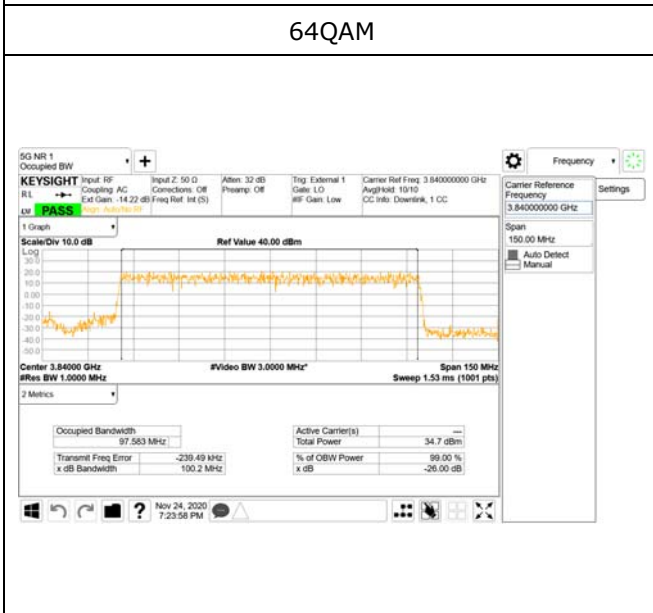 64QAM
5G NR 1
Occupied BW
+
Frequency
KEYSIGHT
Input: RF
Input Z: 50 Ω
Atten: 32 dB
Trig: External 1
Carrier Ref Freq: 3.840000000 GHz
RL
Coupling: AC
Corrections: Off
Preamp: Off
Gate: LO
Avg|Hold: 10/10
Ext Gain: -14.22 dB
Freq Ref: Int (S)
#IF Gain: Low
CC Info: Downlink, 1 CC
PASS
Align: Auto/No RF
Carrier Reference
Frequency
3.840000000 GHz
Settings
Span
150.00 MHz
Auto Detect
Manual
1 Graph
Scale/Div 10.0 dB
Ref Value 40.00 dBm
Log
30.0
20.0
10.0
0.00
-10.0
-20.0
-30.0
-40.0
-50.0
Center 3.84000 GHz
#Video BW 3.0000 MHz*
Span 150 MHz
#Res BW 1.0000 MHz
Sweep 1.53 ms (1001 pts)
2 Metrics
Occupied Bandwidth
97.583 MHz
Active Carrier(s)
---
Total Power
34.7 dBm
Transmit Freq Error
-239.49 kHz
% of OBW Power
99.00 %
x dB Bandwidth
100.2 MHz
x dB
-26.00 dB
?
Nov 24, 2020
7:23:58 PM